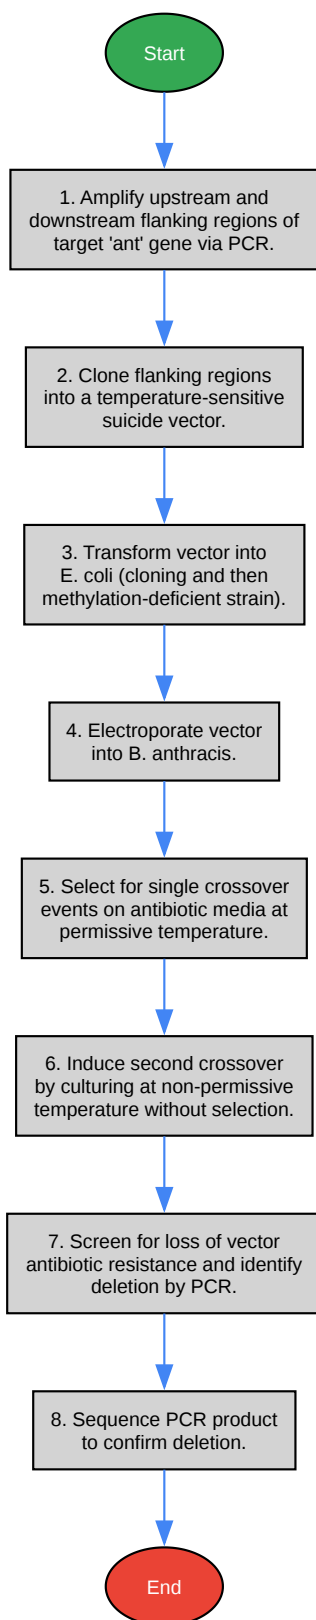 Start
1. Amplify upstream and
downstream flanking regions of
target 'ant' gene via PCR.
2. Clone flanking regions
into a temperature-sensitive
suicide vector.
3. Transform vector into
E. coli (cloning and then
methylation-deficient strain).
4. Electroporate vector
into B. anthracis.
5. Select for single crossover
events on antibiotic media at
permissive temperature.
6. Induce second crossover
by culturing at non-permissive
temperature without selection.
7. Screen for loss of vector
antibiotic resistance and identify
deletion by PCR.
8. Sequence PCR product
to confirm deletion.
End